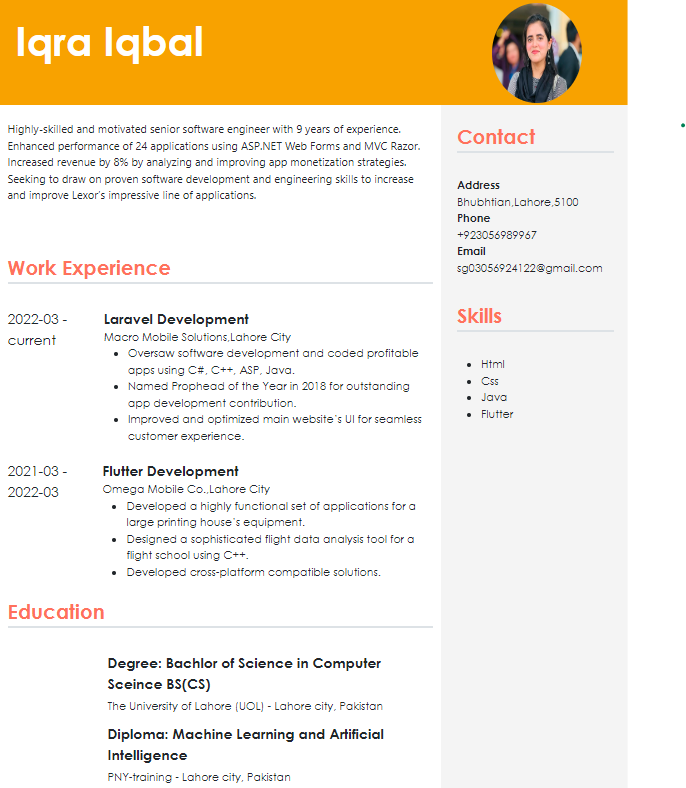 Iqra Iqbal
Highly-skilled and motivated senior software engineer with 9 years of experience.
Enhanced performance of 24 applications using ASP.NET Web Forms and MVC Razor.
Increased revenue by 8% by analyzing and improving app monetization strategies.
Seeking to draw on proven software development and engineering skills to increase
and improve Lexor's impressive line of applications.
Work Experience
2022-03 -
current
Laravel Development
Macro Mobile Solutions,Lahore City
• Oversaw software development and coded profitable
apps using C#, C++, ASP, Java.
• Named Prophead of the Year in 2018 for outstanding
app development contribution.
• Improved and optimized main website's UI for seamless
customer experience.
2021-03 -
2022-03
Flutter Development
Omega Mobile Co.,Lahore City
• Developed a highly functional set of applications for a
large printing house's equipment.
• Designed a sophisticated flight data analysis tool for a
flight school using C++.
• Developed cross-platform compatible solutions.
Education
Degree: Bachlor of Science in Computer
Sceince BS(CS)
The University of Lahore (UOL) - Lahore city, Pakistan
Diploma: Machine Learning and Artificial
Intelligence
PNY-training - Lahore city, Pakistan
Contact
Address
Bhubhtian,Lahore,5100
Phone
+923056989967
Email
sg03056924122@gmail.com
Skills
• Html
• Css
• Java
• Flutter